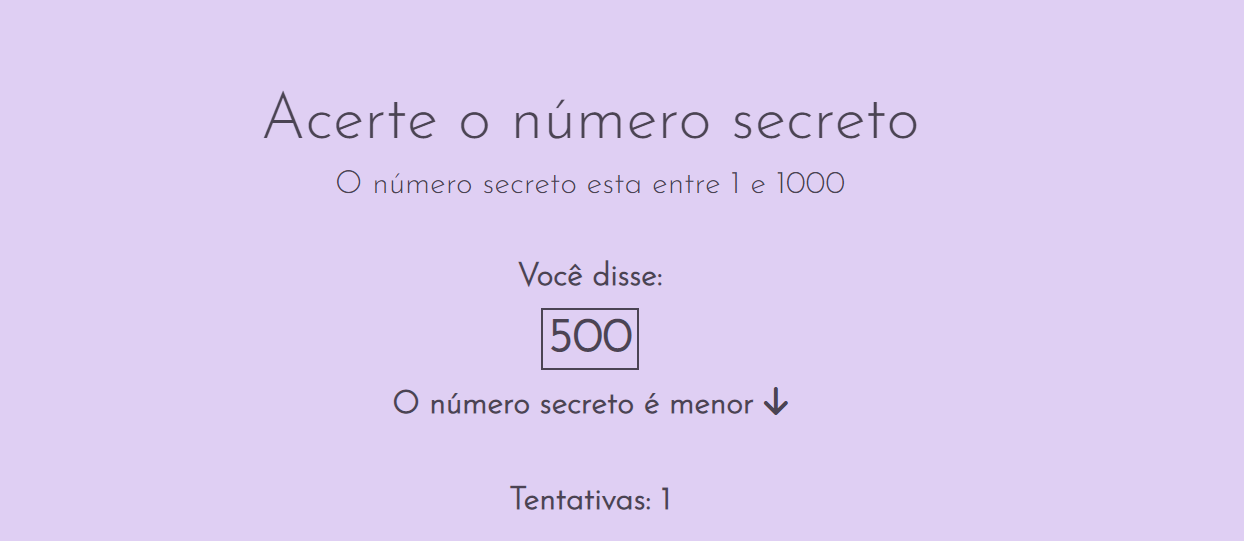 Acerte o número secreto
O número secreto esta entre 1 e 1000
Você disse:
500
O número secreto é menor
Tentativas: 1